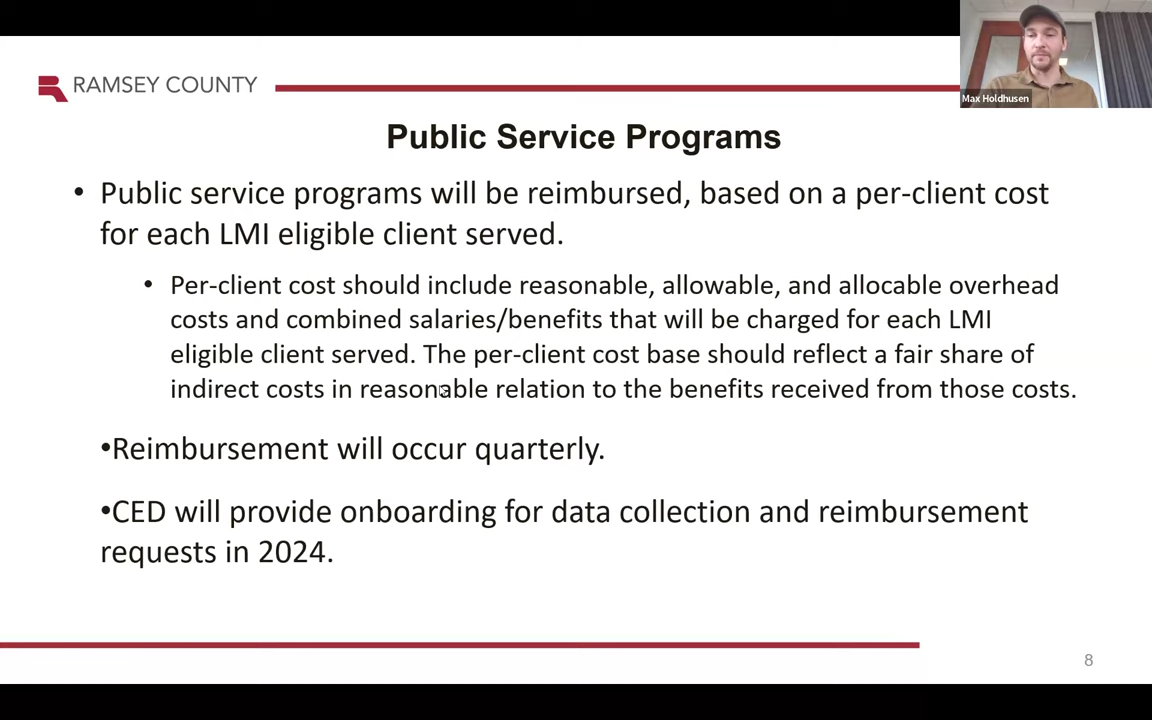 RAMSEY COUNTY
Max Holdhusen
Public Service Programs
• Public service programs will be reimbursed, based on a per-client cost
for each LMI eligible client served.
• Per-client cost should include reasonable, allowable, and allocable overhead
costs and combined salaries/benefits that will be charged for each LMI
eligible client served. The per-client cost base should reflect a fair share of
indirect costs in reasonable relation to the benefits received from those costs.
•Reimbursement will occur quarterly.
•CED will provide onboarding for data collection and reimbursement
requests in 2024.
8